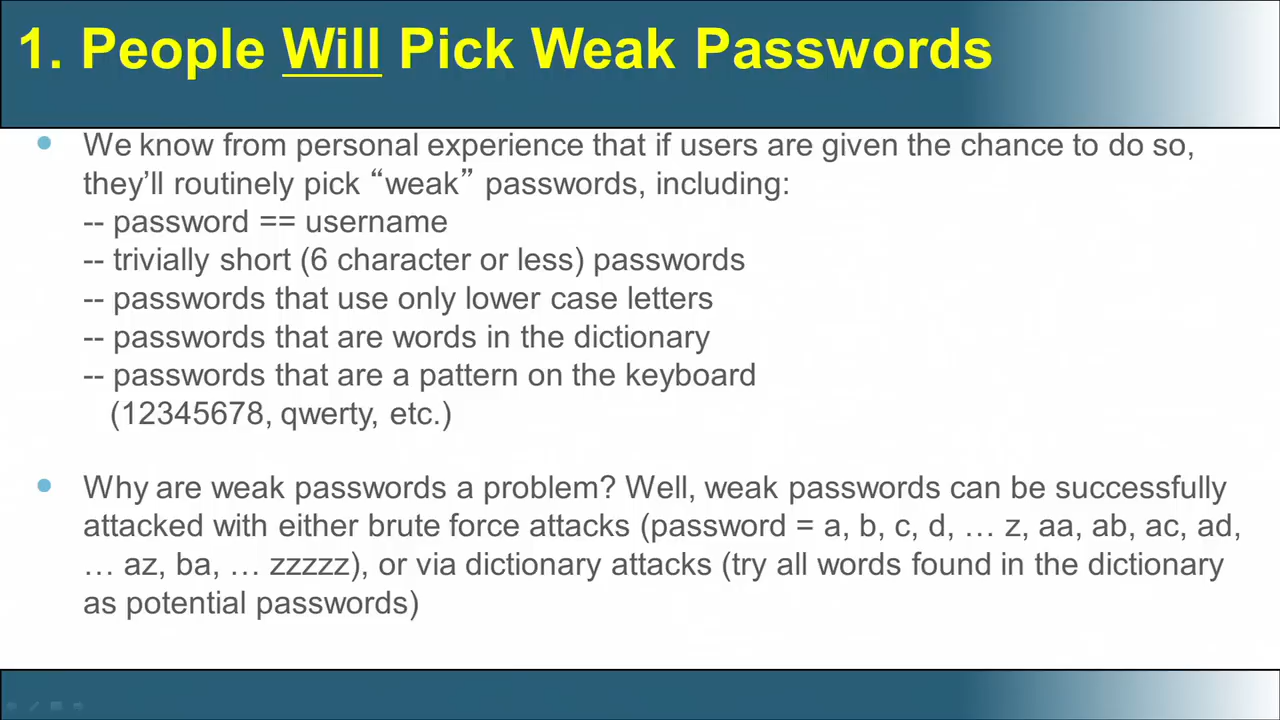 1. People Will Pick Weak Passwords
• We know from personal experience that if users are given the chance to do so,
they’ll routinely pick “weak” passwords, including:
-- password == username
-- trivially short (6 character or less) passwords
-- passwords that use only lower case letters
-- passwords that are words in the dictionary
-- passwords that are a pattern on the keyboard
(12345678, qwerty, etc.)
• Why are weak passwords a problem? Well, weak passwords can be successfully
attacked with either brute force attacks (password = a, b, c, d, … z, aa, ab, ac, ad,
… az, ba, … zzzzz), or via dictionary attacks (try all words found in the dictionary
as potential passwords)